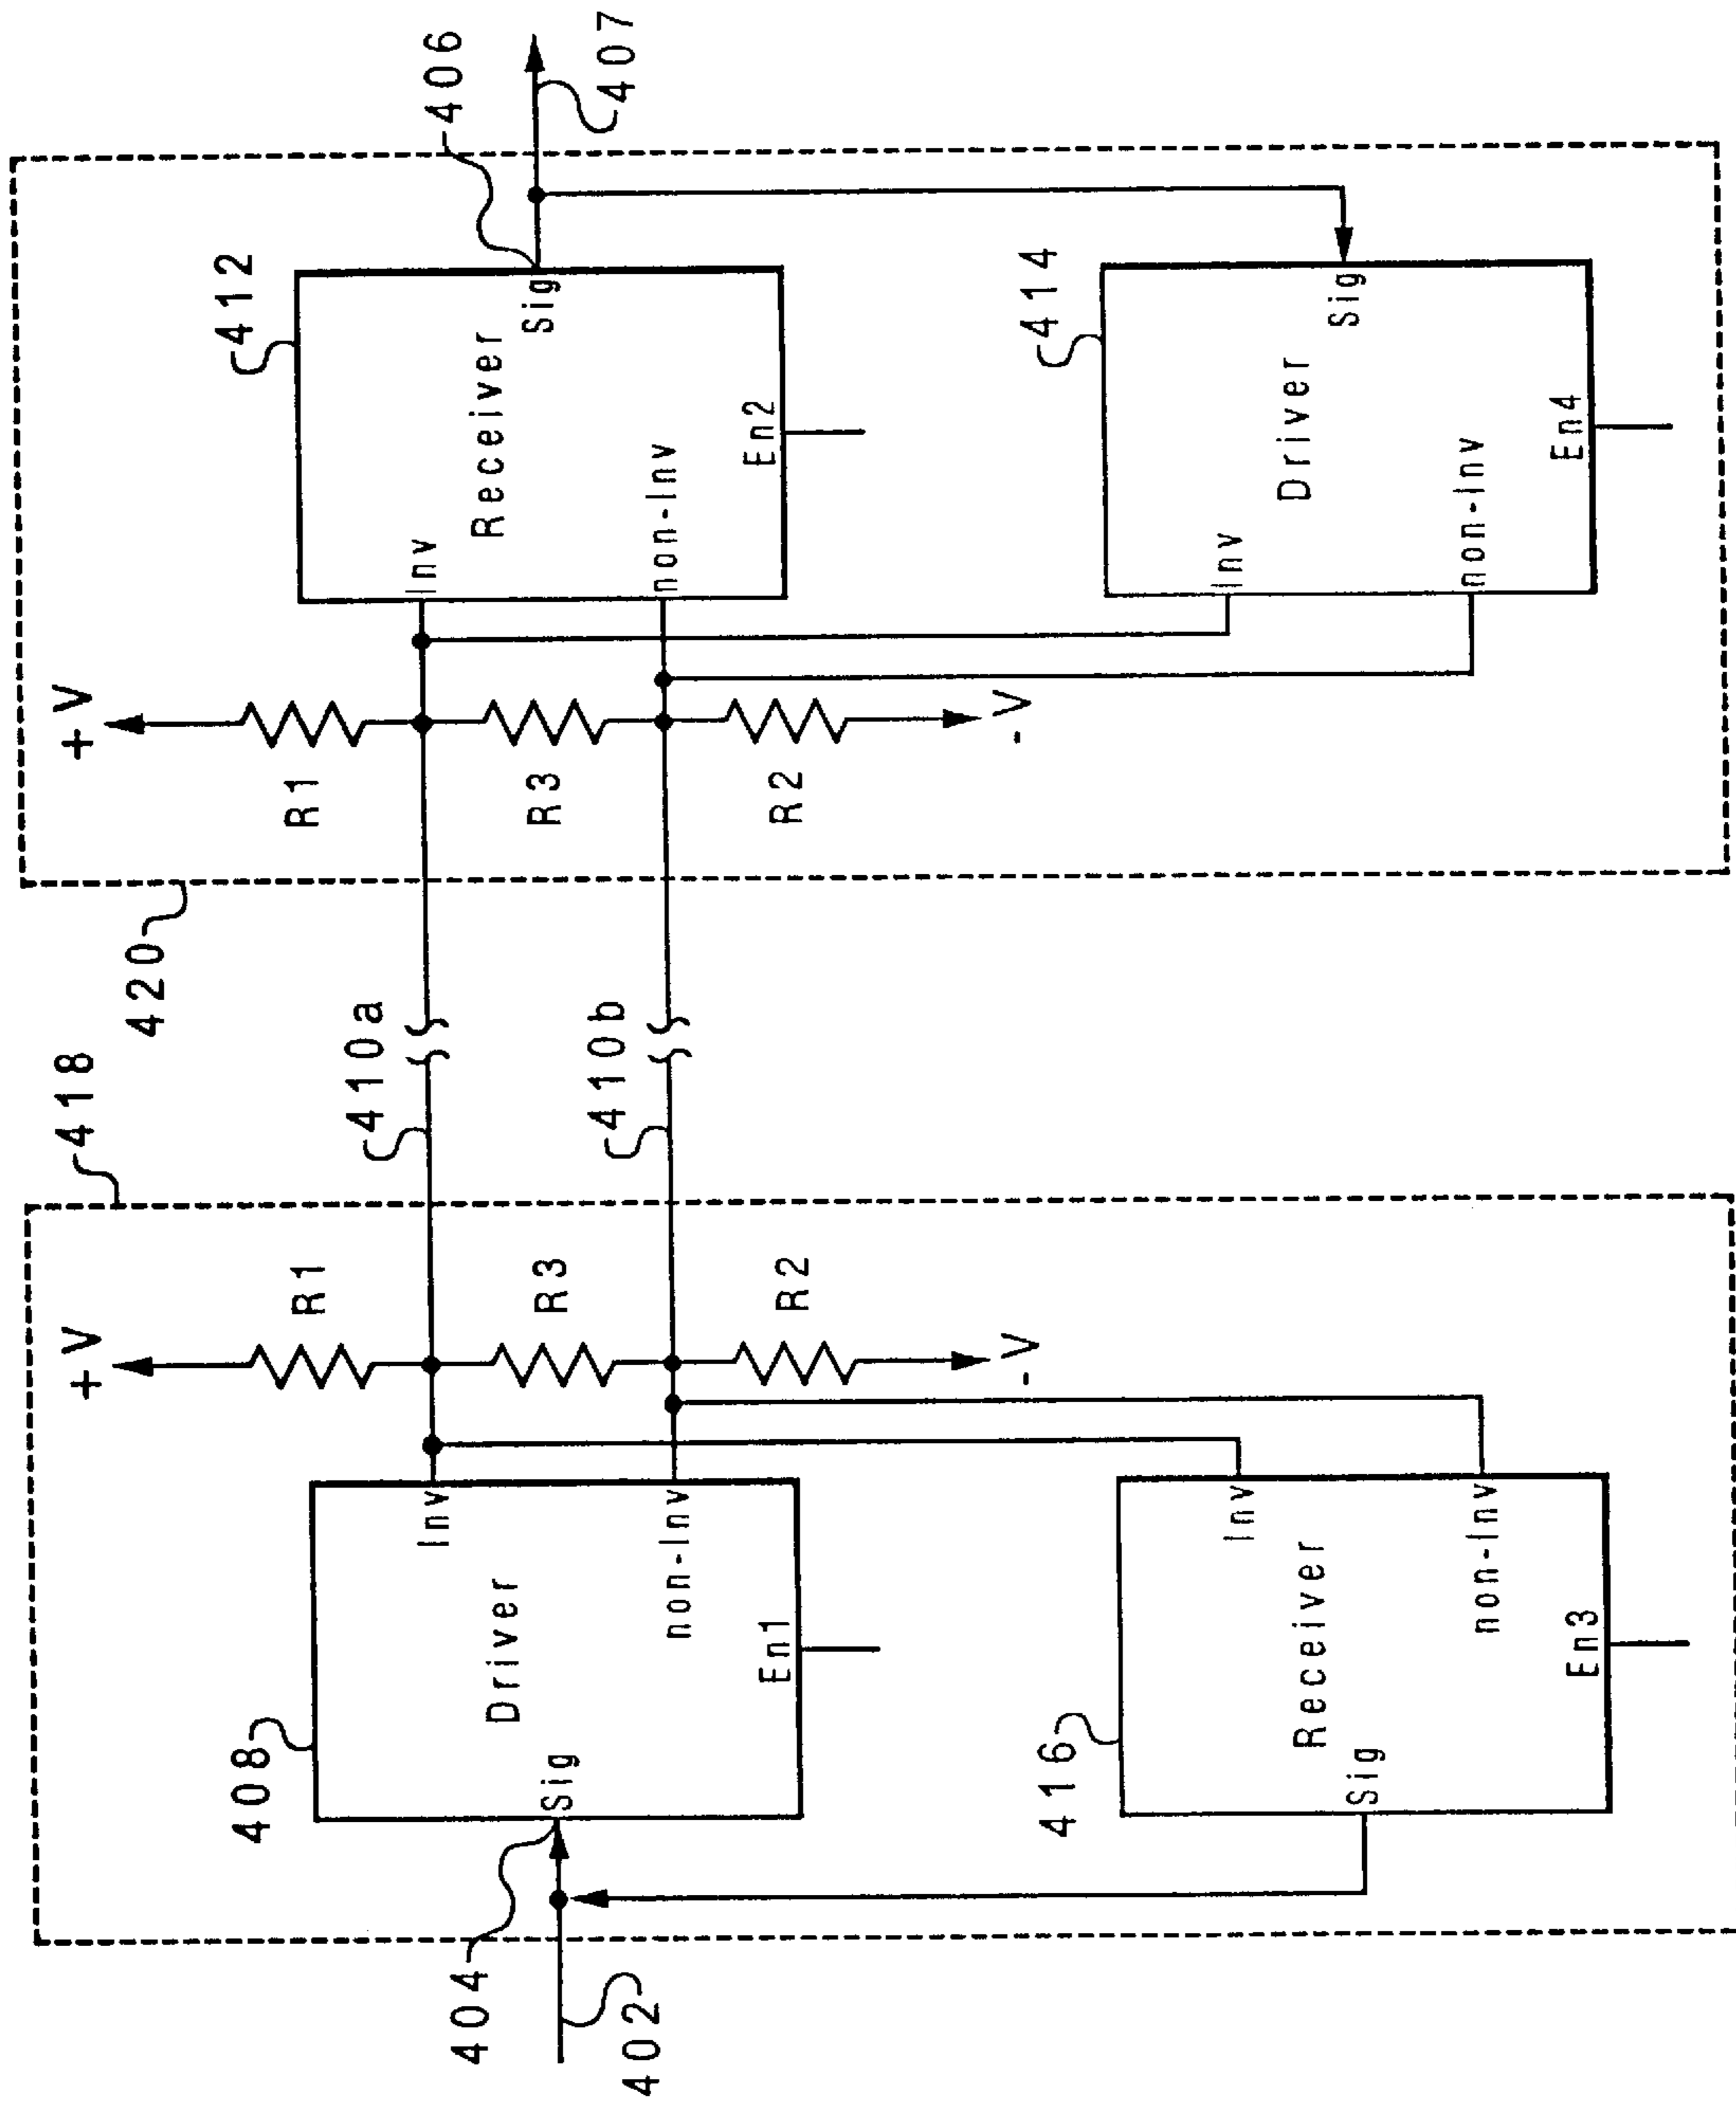 418
420
+V
R1
R3
R2
-V
408
Driver
Sig
Inv
non-Inv
En1
404
402
416
Receiver
Sig
Inv
non-Inv
En3
410a
410b
+V
R1
R3
R2
-V
412
Receiver
Inv
non-Inv
Sig
En2
406
407
414
Driver
Inv
non-Inv
Sig
En4